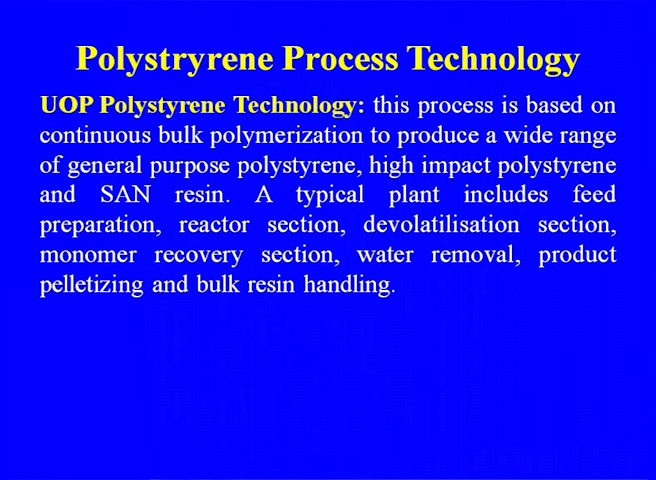 Polystryrene Process Technology
UOP Polystyrene Technology: this process is based on
continuous bulk polymerization to produce a wide range
of general purpose polystyrene, high impact polystyrene
and SAN resin. A typical plant includes feed
preparation, reactor section, devolatilisation section,
monomer recovery section, water removal, product
pelletizing and bulk resin handling.